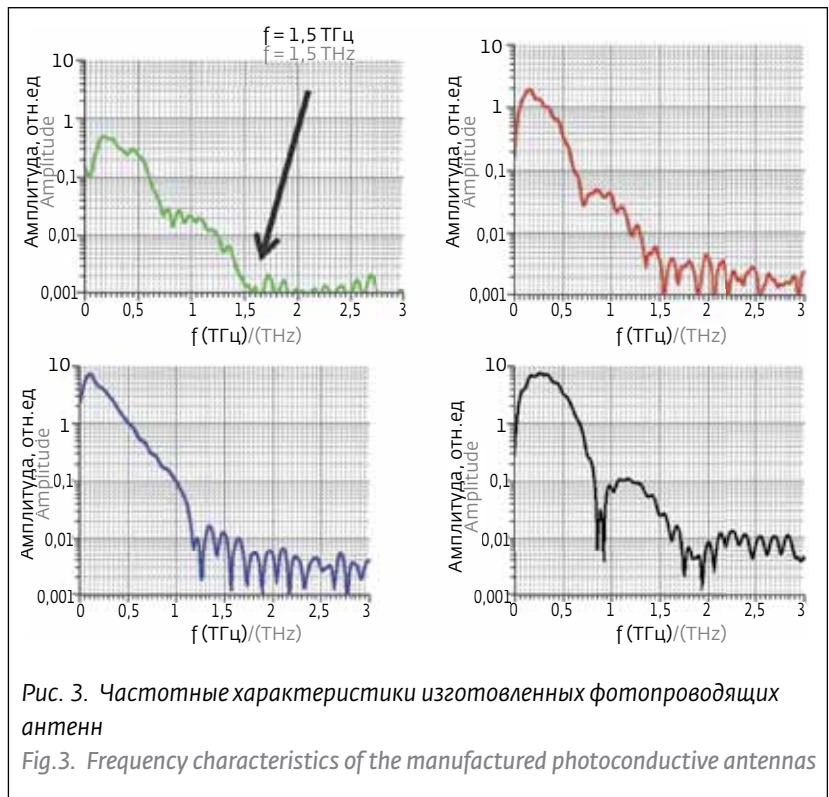 f = 1,5 ТГц
f = 1,5 THz
10
1
0,1
0,01
0,001
Амплитуда, отн.ед
Amplitude
0 0,5 1 1,5 2 2,5 3
f (ТГц)/(THz)
10
1
0,1
0,01
0,001
Амплитуда, отн.ед
Amplitude
0 0,5 1 1,5 2 2,5 3
f (ТГц)/(THz)
10
1
0,1
0,01
0,001
Амплитуда, отн.ед
Amplitude
0 0,5 1 1,5 2 2,5 3
f (ТГц)/(THz)
10
1
0,1
0,01
0,001
Амплитуда, отн.ед
Amplitude
0 0,5 1 1,5 2 2,5 3
f (ТГц)/(THz)
Рис. 3. Частотные характеристики изготовленных фотопроводящих
антенн
Fig.3. Frequency characteristics of the manufactured photoconductive antennas